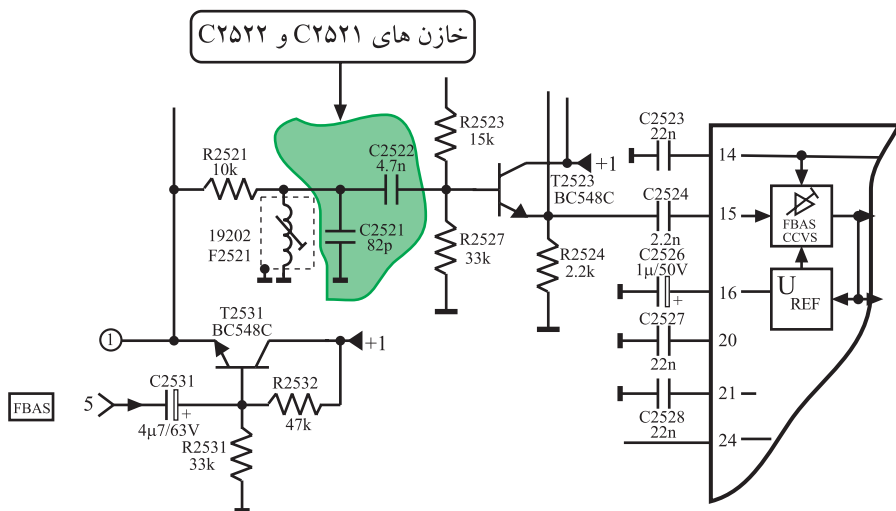 خازن های C۲۵۲۱ و C۲۵۲۲
R2521
10k
C2522
4.7n
R2523
15k
+1
T2523
BC548C
C2523
22n
14
C2524
2.2n
15
FBAS
CCVS
19202
F2521
C2521
82p
R2527
33k
R2524
2.2k
C2526
1µ/50V
+
16
U REF
T2531
BC548C
1
+1
C2527
22n
20
C2531
4µ7/63V
+
FBAS
5
R2532
47k
21
C2528
22n
R2531
33k
24